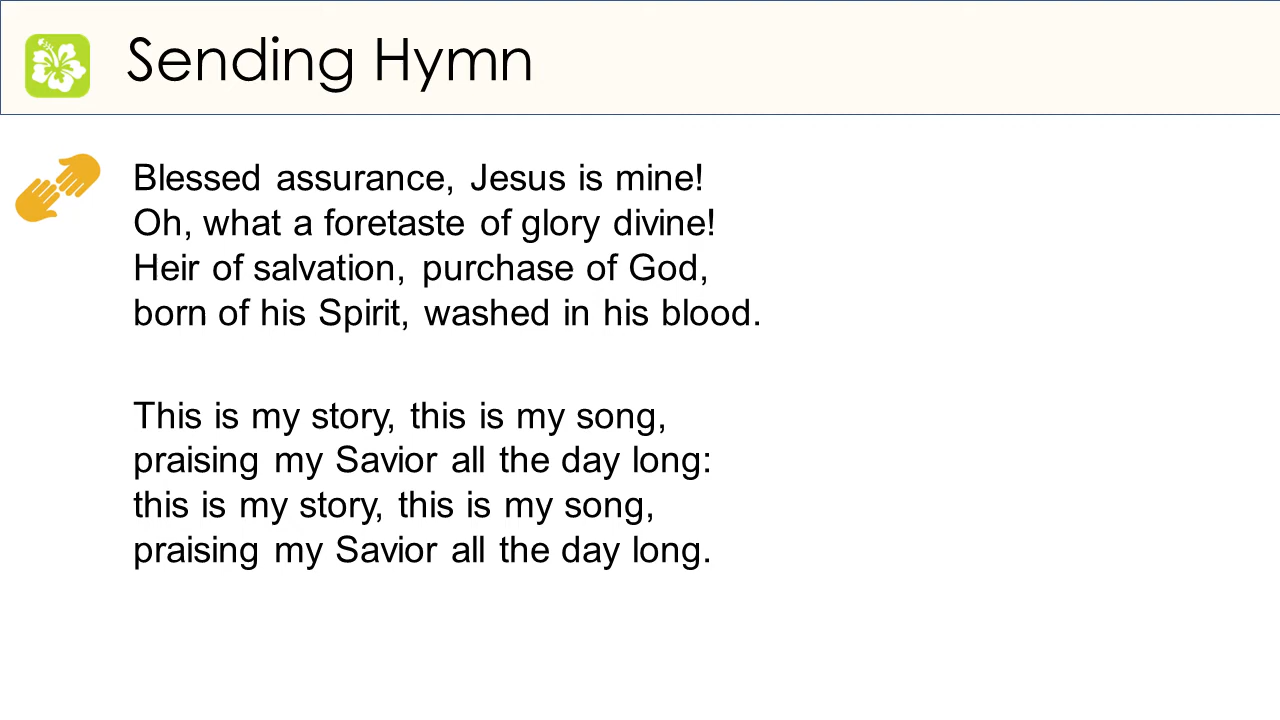 Sending Hymn
Blessed assurance, Jesus is mine!
Oh, what a foretaste of glory divine!
Heir of salvation, purchase of God,
born of his Spirit, washed in his blood.
This is my story, this is my song,
praising my Savior all the day long:
this is my story, this is my song,
praising my Savior all the day long.